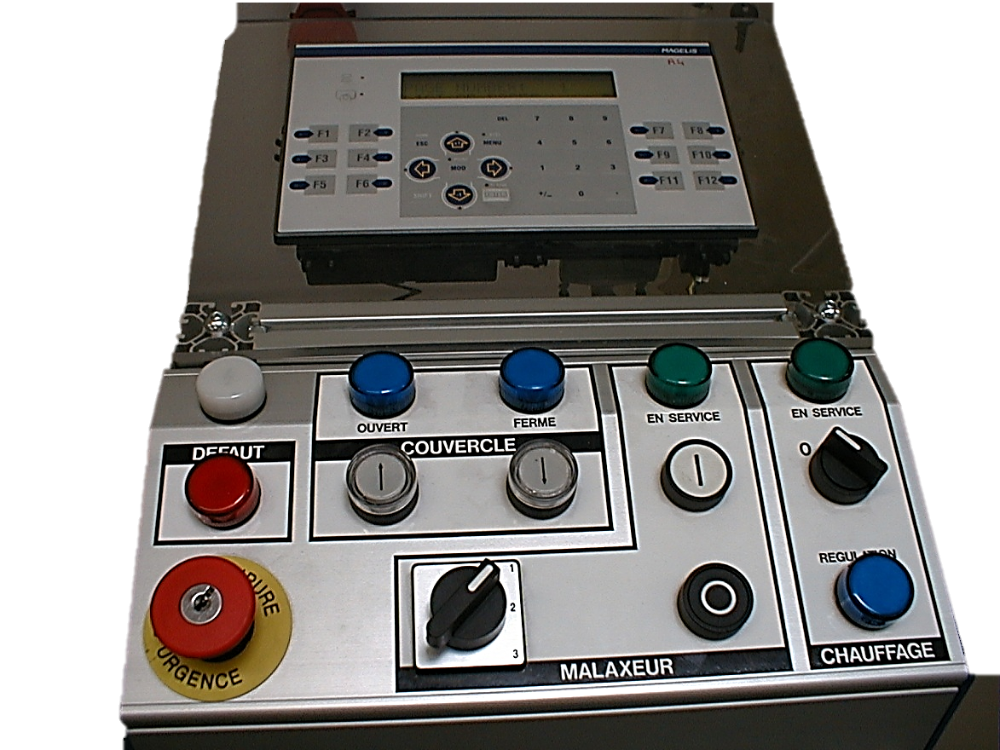 MAGELIS
A4
DEL 7 8 9
ESC MENU 4 5 6
MOD 1 2 3
+/_ 0 .
F1 F2
F3 F4
F5 F6
F7 F8
F9 F10
F11 F12
OUVERT
FERME
EN SERVICE
EN SERVICE
DEFAUT
COUVERCLE
0
REGULATION
1
2
3
MALAXEUR
CHAUFFAGE
URGENCE